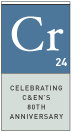 Cr
24
CELEBRATING
C&EN'S
80TH
ANNIVERSARY